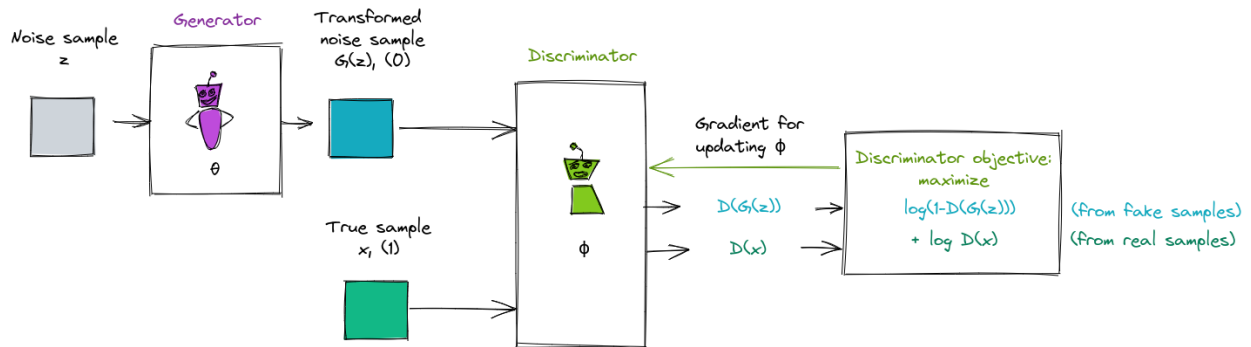 Generator
Noise sample
z
θ
Transformed
noise sample
G(z), (0)
True sample
x, (1)
Discriminator
ϕ
Gradient for
updating ϕ
D(G(z))
D(x)
Discriminator objective:
maximize
log(1-D(G(z)))
+ log D(x)
(from fake samples)
(from real samples)